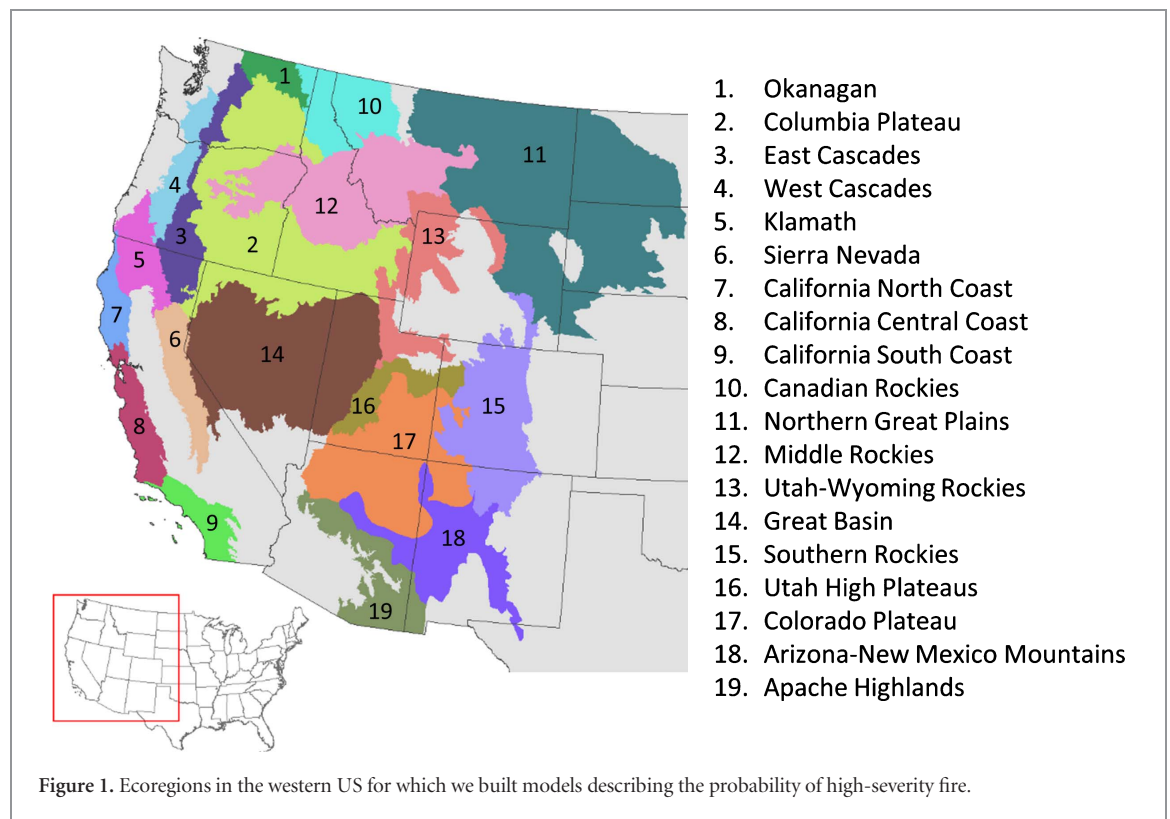 1
10
11
12
4
3
2
13
5
7
6
14
16
15
17
8
9
18
19
1. Okanagan
2. Columbia Plateau
3. East Cascades
4. West Cascades
5. Klamath
6. Sierra Nevada
7. California North Coast
8. California Central Coast
9. California South Coast
10. Canadian Rockies
11. Northern Great Plains
12. Middle Rockies
13. Utah-Wyoming Rockies
14. Great Basin
15. Southern Rockies
16. Utah High Plateaus
17. Colorado Plateau
18. Arizona-New Mexico Mountains
19. Apache Highlands
Figure 1. Ecoregions in the western US for which we built models describing the probability of high-severity fire.